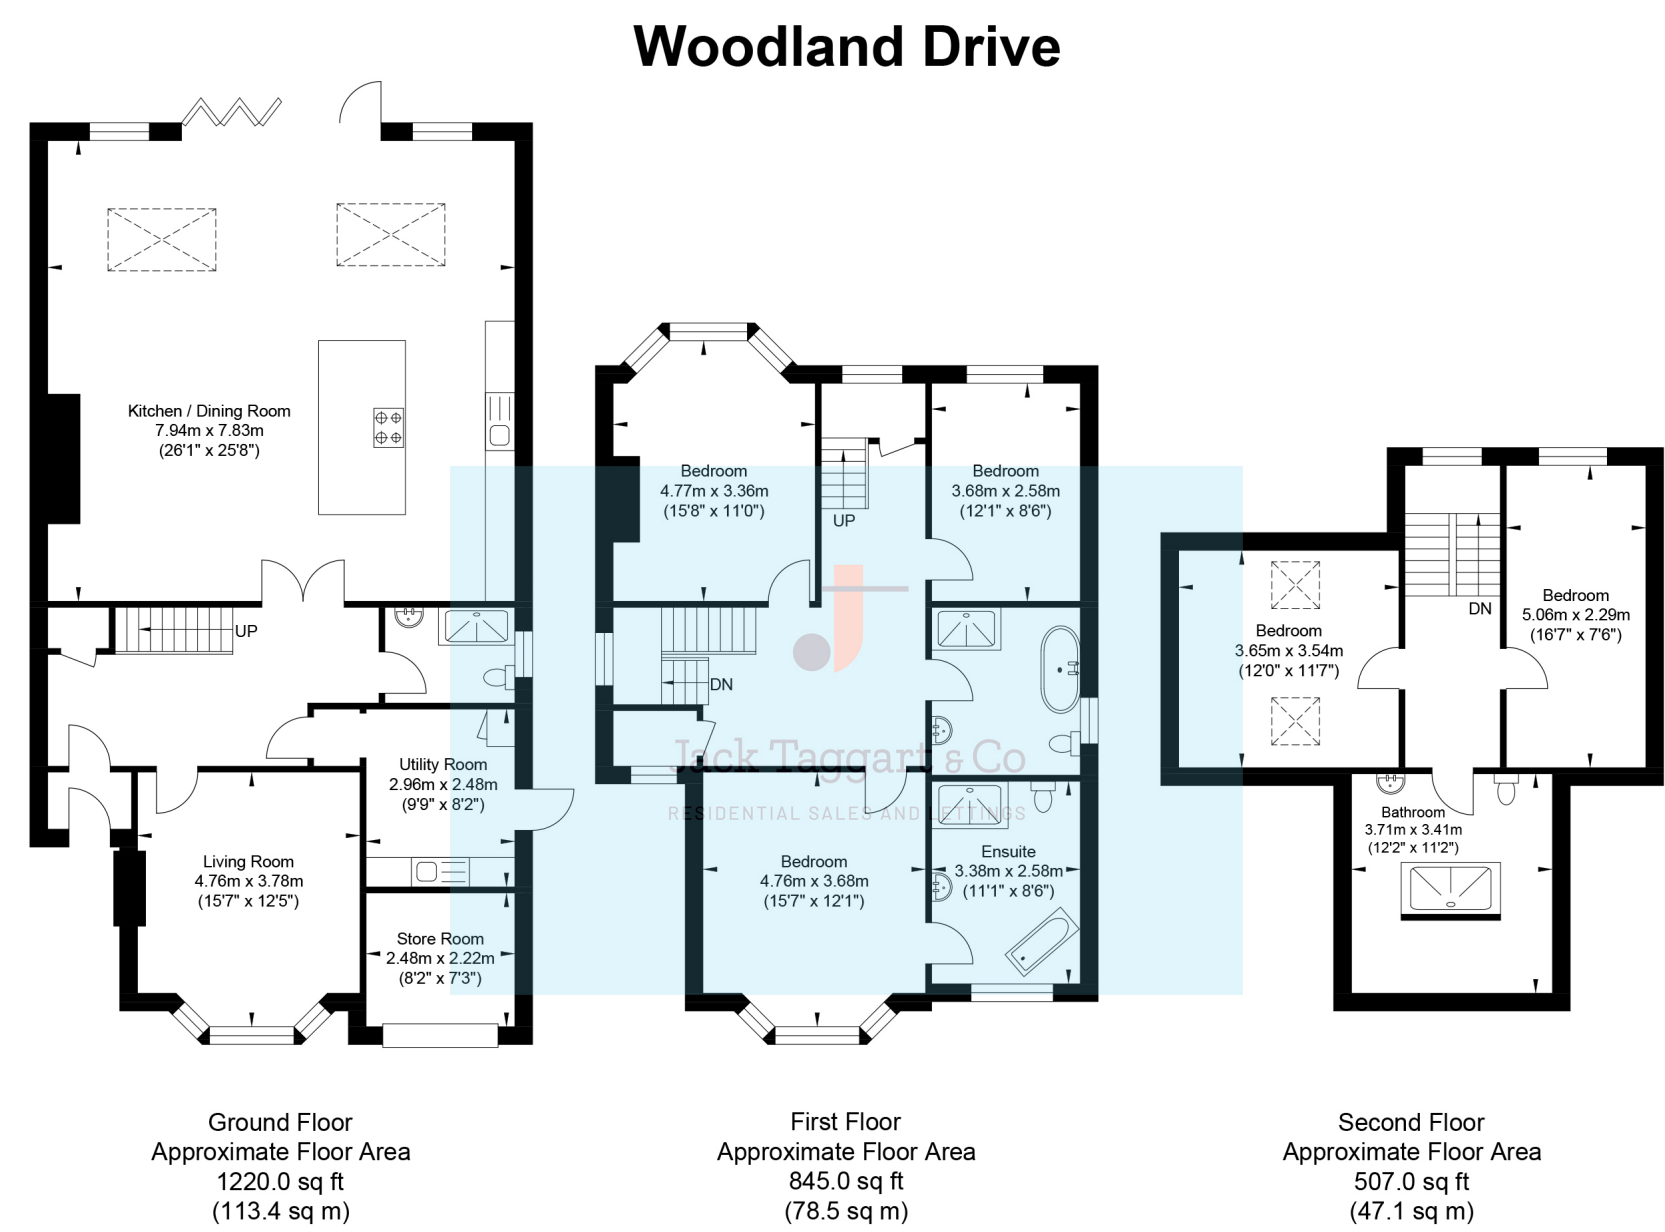 Woodland Drive
Kitchen / Dining Room
7.94m x 7.83m
(26'1" x 25'8")
UP
Utility Room
2.96m x 2.48m
(9'9" x 8'2")
Living Room
4.76m x 3.78m
(15'7" x 12'5")
Store Room
2.48m x 2.22m
(8'2" x 7'3")
Ground Floor
Approximate Floor Area
1220.0 sq ft
(113.4 sq m)
Bedroom
4.77m x 3.36m
(15'8" x 11'0")
UP
Bedroom
3.68m x 2.58m
(12'1" x 8'6")
DN
Jack Taggart & Co
RESIDENTIAL SALES AND LETTINGS
Bedroom
4.76m x 3.68m
(15'7" x 12'1")
Ensuite
3.38m x 2.58m
(11'1" x 8'6")
First Floor
Approximate Floor Area
845.0 sq ft
(78.5 sq m)
DN
Bedroom
5.06m x 2.29m
(16'7" x 7'6")
Bedroom
3.65m x 3.54m
(12'0" x 11'7")
Bathroom
3.71m x 3.41m
(12'2" x 11'2")
Second Floor
Approximate Floor Area
507.0 sq ft
(47.1 sq m)